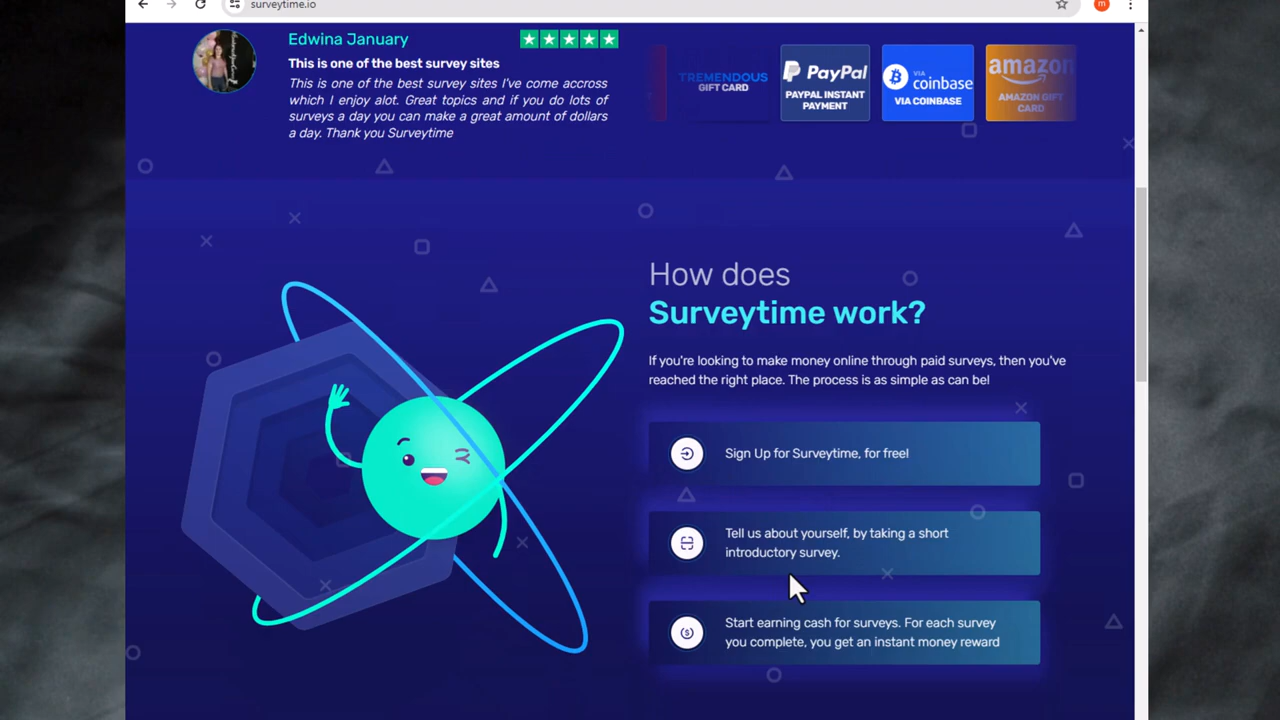 surveytime.io
m
Edwina January
This is one of the best survey sites
This is one of the best survey sites I've come accross
which I enjoy alot. Great topics and if you do lots of
surveys a day you can make a great amount of dollars
a day. Thank you Surveytime
TREMENDOUS
GIFT CARD
PayPal
PAYPAL INSTANT
PAYMENT
VIA
coinbase
VIA COINBASE
amazon
AMAZON GIFT
CARD
How does
Surveytime work?
If you're looking to make money online through paid surveys, then you've
reached the right place. The process is as simple as can be!
Sign Up for Surveytime, for free!
Tell us about yourself, by taking a short
introductory survey.
Start earning cash for surveys. For each survey
you complete, you get an instant money reward